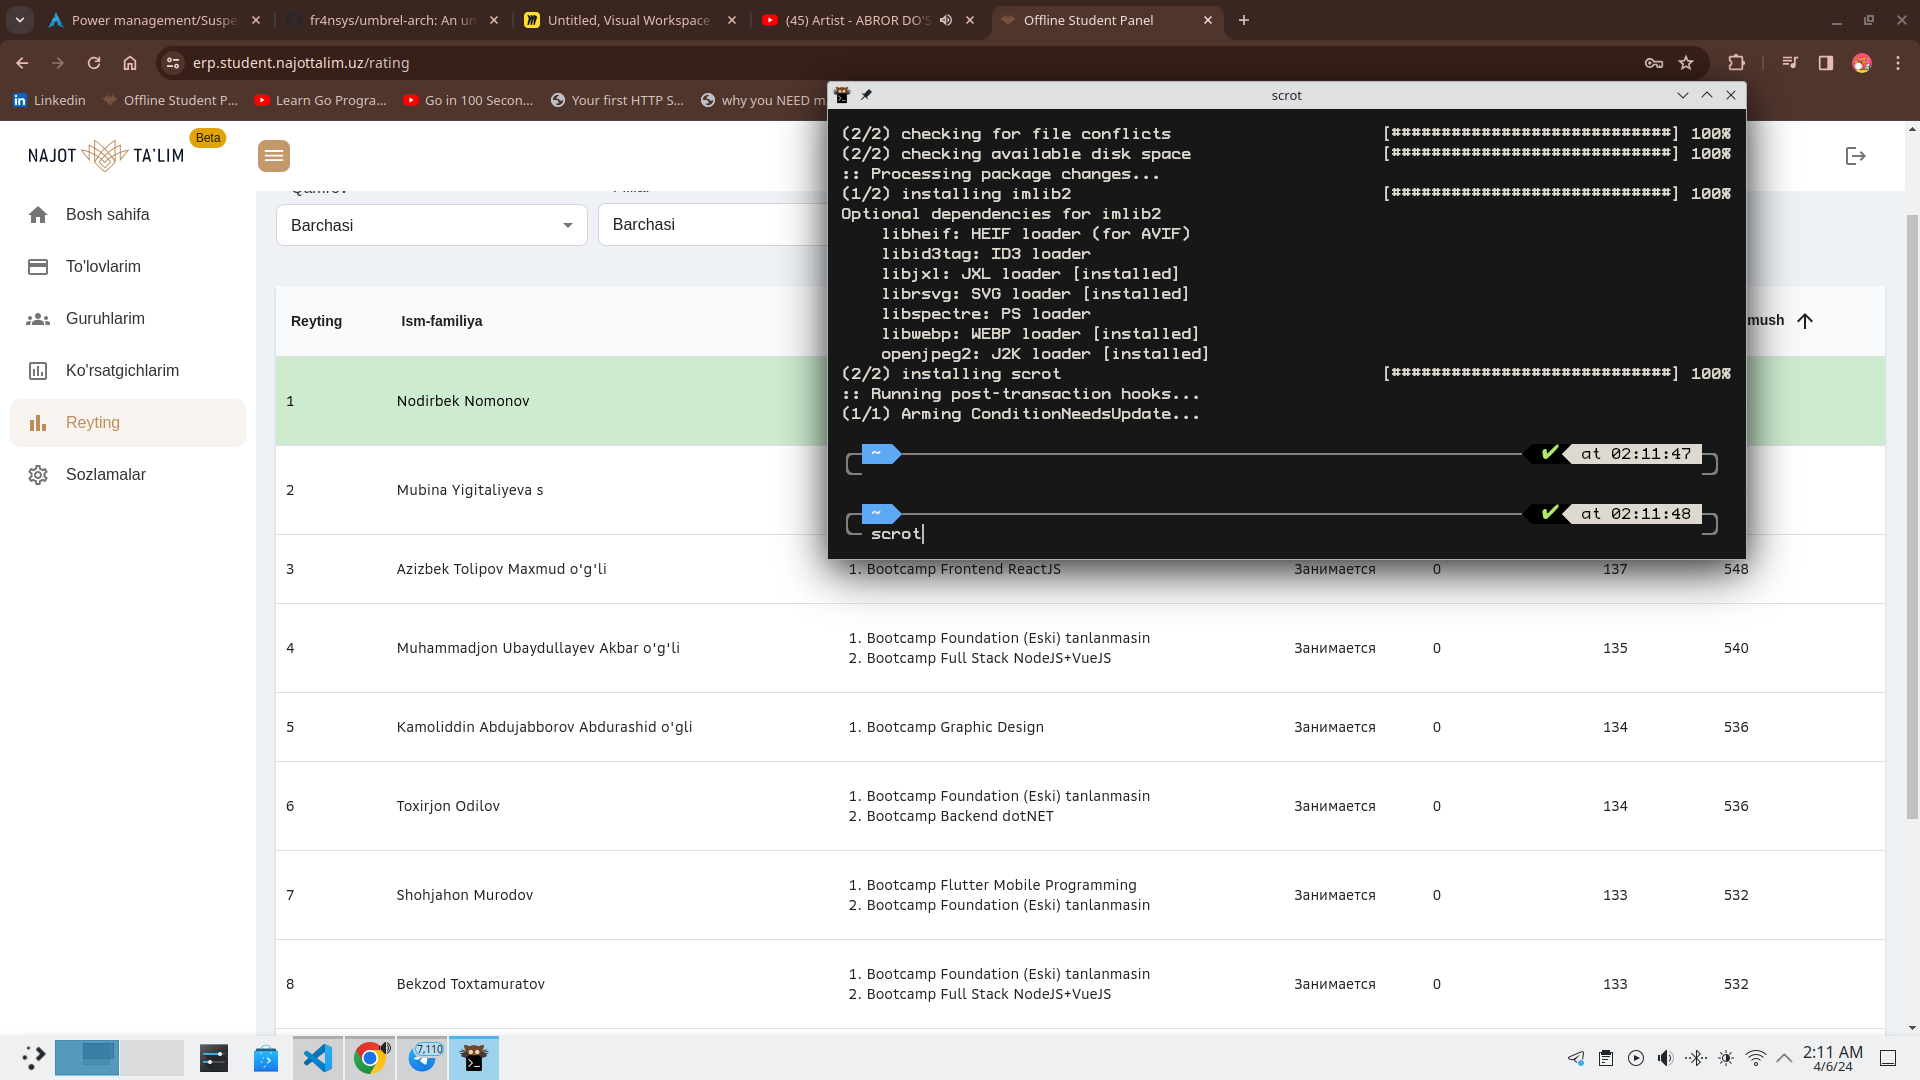 Power management/Suspe
fr4nsys/umbrel-arch: An un
Untitled, Visual Workspace
(45) Artist - ABROR DO'S
Offline Student Panel
erp.student.najottalim.uz/rating
Linkedin
Offline Student P...
Learn Go Progra...
Go in 100 Secon...
Your first HTTP S...
why you NEED m
scrot
NAJOT TA'LIM
Beta
Bosh sahifa
To'lovlarim
Guruhlarim
Ko'rsatgichlarim
Reyting
Sozlamalar
Barchasi
Barchasi
(2/2) checking for file conflicts [############################] 100%
(2/2) checking available disk space [############################] 100%
:: Processing package changes...
(1/2) installing imlib2 [############################] 100%
Optional dependencies for imlib2
libheif: HEIF loader (for AVIF)
libid3tag: ID3 loader
libjxl: JXL loader [installed]
librsvg: SVG loader [installed]
libspectre: PS loader
libwebp: WEBP loader [installed]
openjpeg2: J2K loader [installed]
(2/2) installing scrot [############################] 100%
:: Running post-transaction hooks...
(1/1) Arming ConditionNeedsUpdate...
~ ✔ at 02:11:47
~ ✔ at 02:11:48
scrot
Reyting Ism-familiya mush
1 Nodirbek Nomonov
2 Mubina Yigitaliyeva s
3 Azizbek Tolipov Maxmud o'g'li 1. Bootcamp Frontend ReactJS Занимается 0 137 548
4 Muhammadjon Ubaydullayev Akbar o'g'li 1. Bootcamp Foundation (Eski) tanlanmasin Занимается 0 135 540
2. Bootcamp Full Stack NodeJS+VueJS
5 Kamoliddin Abdujabborov Abdurashid o'gli 1. Bootcamp Graphic Design Занимается 0 134 536
6 Toxirjon Odilov 1. Bootcamp Foundation (Eski) tanlanmasin Занимается 0 134 536
2. Bootcamp Backend dotNET
7 Shohjahon Murodov 1. Bootcamp Flutter Mobile Programming Занимается 0 133 532
2. Bootcamp Foundation (Eski) tanlanmasin
8 Bekzod Toxtamuratov 1. Bootcamp Foundation (Eski) tanlanmasin Занимается 0 133 532
2. Bootcamp Full Stack NodeJS+VueJS
7,110
2:11 AM
4/6/24